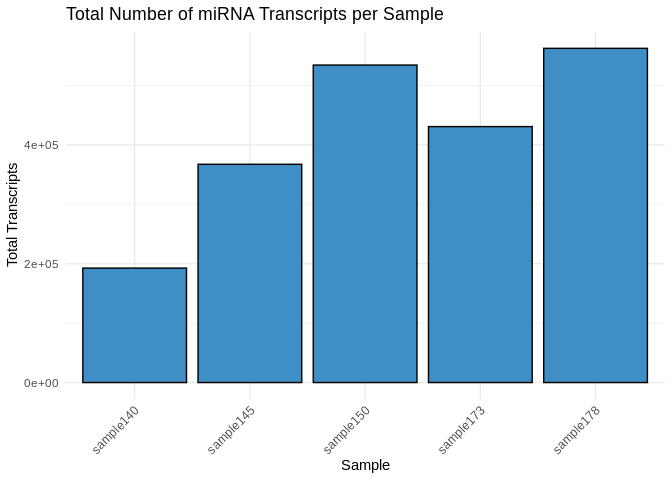 Total Number of miRNA Transcripts per Sample
Total Transcripts
4e+05
2e+05
0e+00
sample140
sample145
sample150
sample173
sample178
Sample